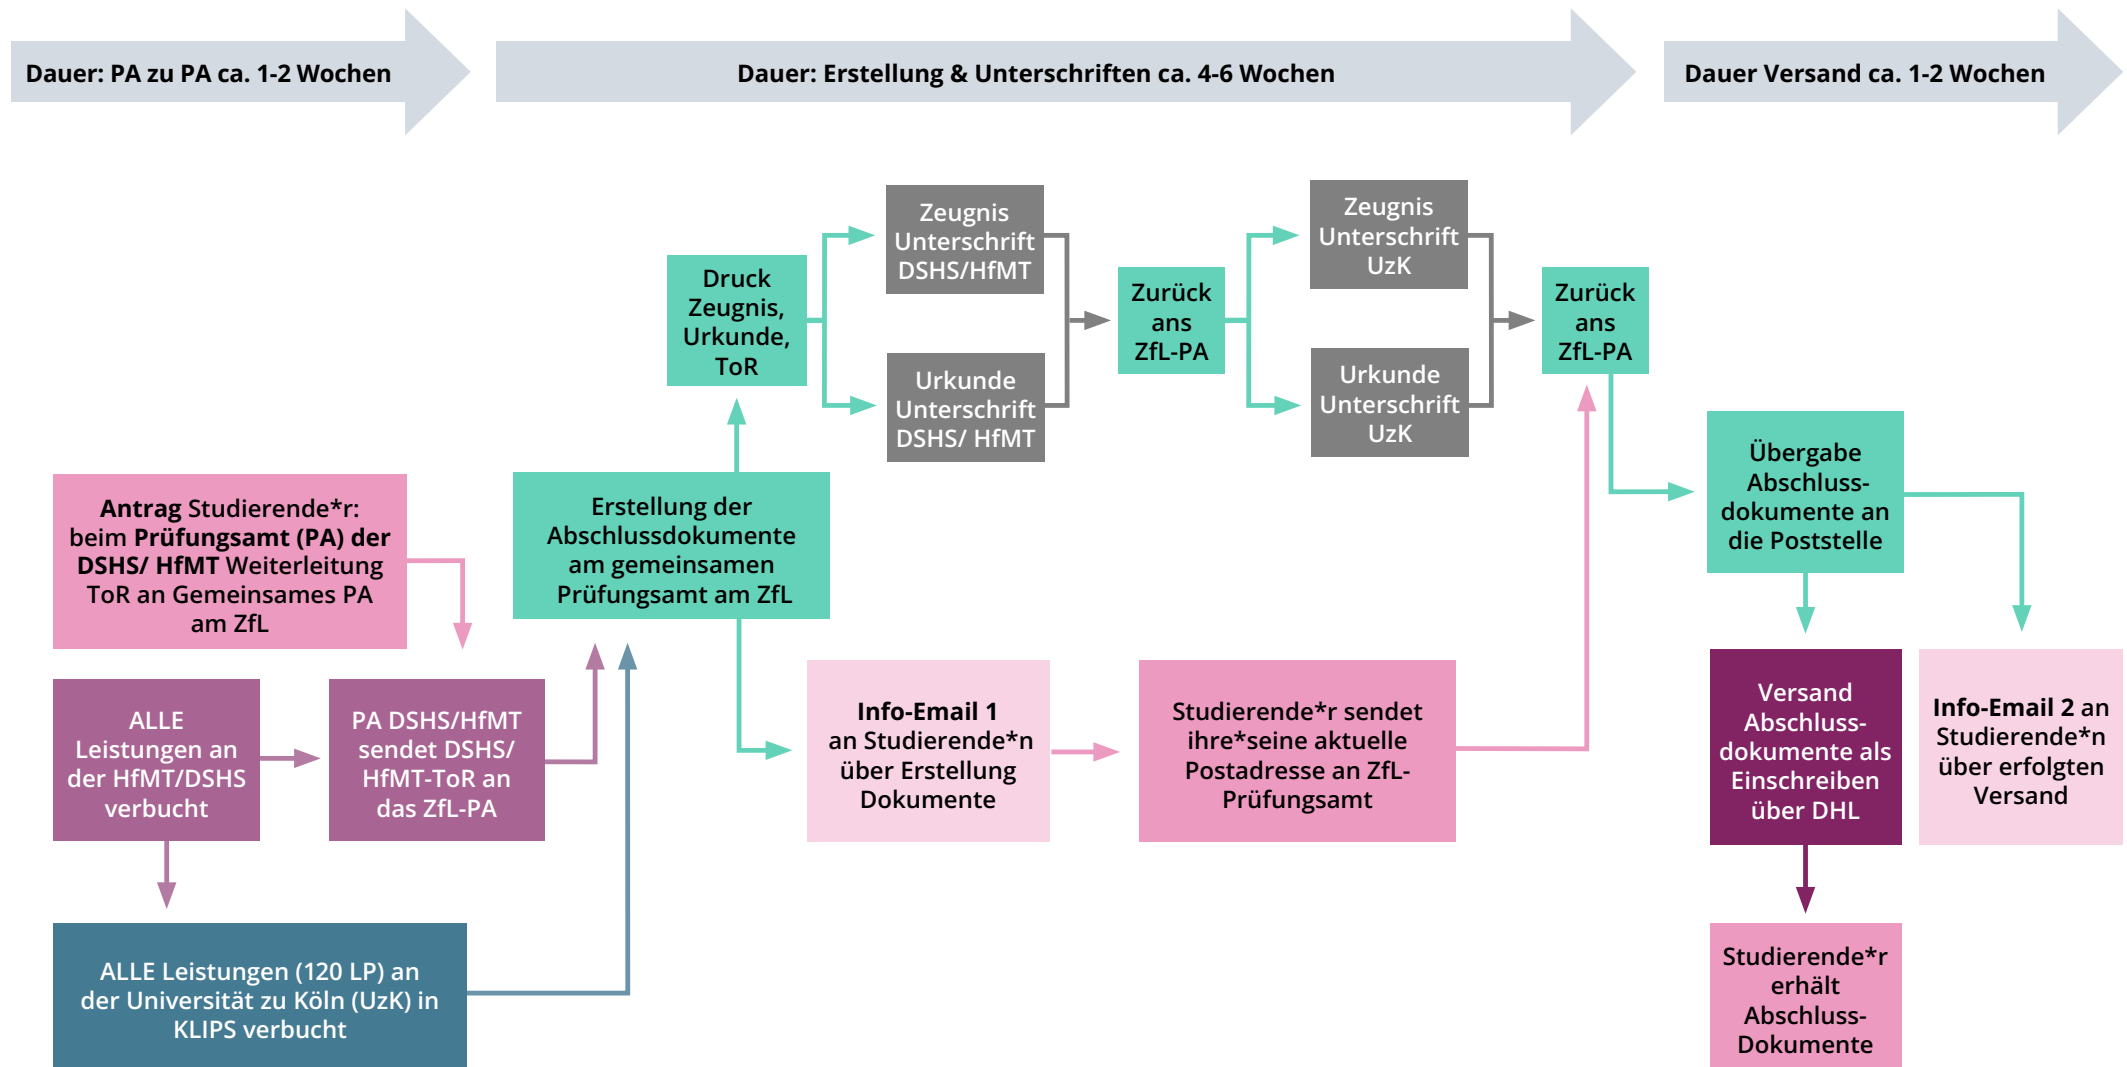 Dauer: PA zu PA ca. 1-2 Wochen
Dauer: Erstellung & Unterschriften ca. 4-6 Wochen
Dauer Versand ca. 1-2 Wochen
Zeugnis
Unterschrift
DSHS/HfMT
Zeugnis
Unterschrift
UzK
Druck
Zeugnis,
Urkunde,
ToR
Zurück
ans
ZfL-PA
Zurück
ans
ZfL-PA
Urkunde
Unterschrift
DSHS/ HfMT
Urkunde
Unterschrift
UzK
Übergabe
Abschluss-
dokumente an
die Poststelle
Antrag Studierende*r:
beim Prüfungsamt (PA) der
DSHS/ HfMT Weiterleitung
ToR an Gemeinsames PA
am ZfL
Erstellung der
Abschlussdokumente
am gemeinsamen
Prüfungsamt am ZfL
ALLE
Leistungen an
der HfMT/DSHS
verbucht
PA DSHS/HfMT
sendet DSHS/
HfMT-ToR an
das ZfL-PA
Info-Email 1
an Studierende*n
über Erstellung
Dokumente
Studierende*r sendet
ihre*seine aktuelle
Postadresse an ZfL-
Prüfungsamt
Versand
Abschluss-
dokumente als
Einschreiben
über DHL
Info-Email 2 an
Studierende*n
über erfolgten
Versand
ALLE Leistungen (120 LP) an
der Universität zu Köln (UzK) in
KLIPS verbucht
Studierende*r
erhält
Abschluss-
Dokumente